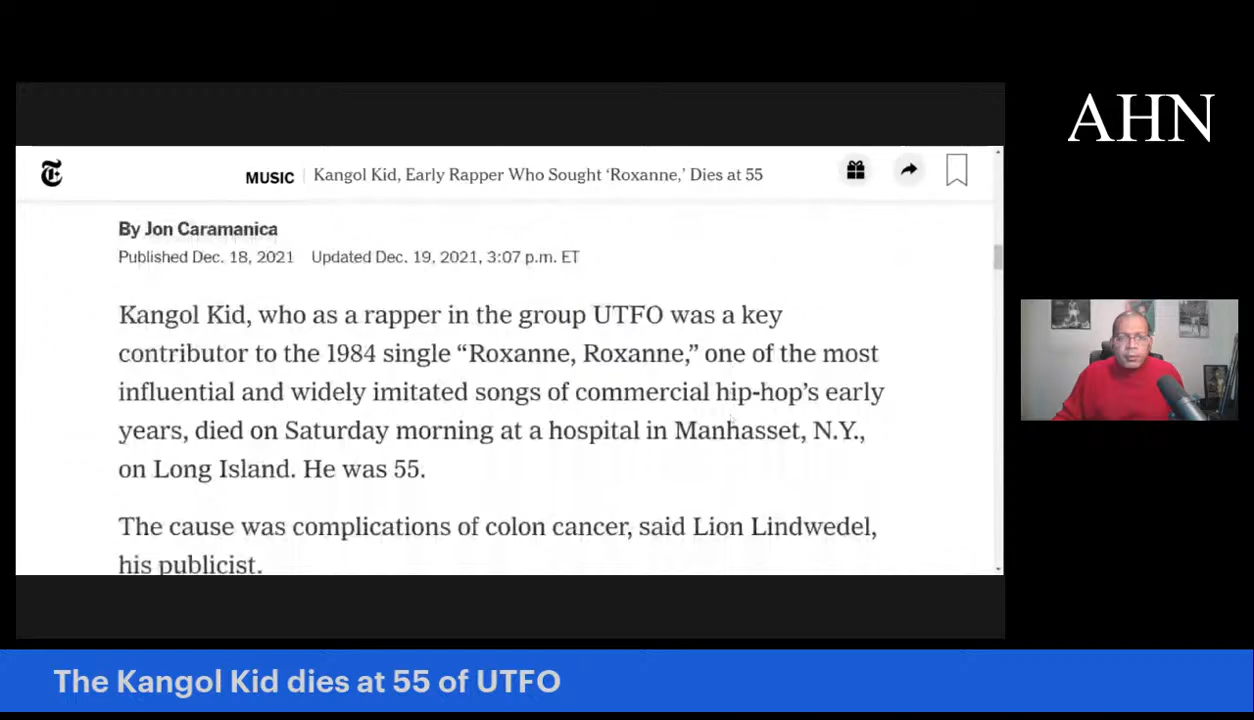 AHN
MUSIC Kangol Kid, Early Rapper Who Sought ‘Roxanne,’ Dies at 55
By Jon Caramanica
Published Dec. 18, 2021 Updated Dec. 19, 2021, 3:07 p.m. ET
Kangol Kid, who as a rapper in the group UTFO was a key
contributor to the 1984 single “Roxanne, Roxanne,” one of the most
influential and widely imitated songs of commercial hip-hop’s early
years, died on Saturday morning at a hospital in Manhasset, N.Y.,
on Long Island. He was 55.
The cause was complications of colon cancer, said Lion Lindwedel,
his publicist.
The Kangol Kid dies at 55 of UTFO